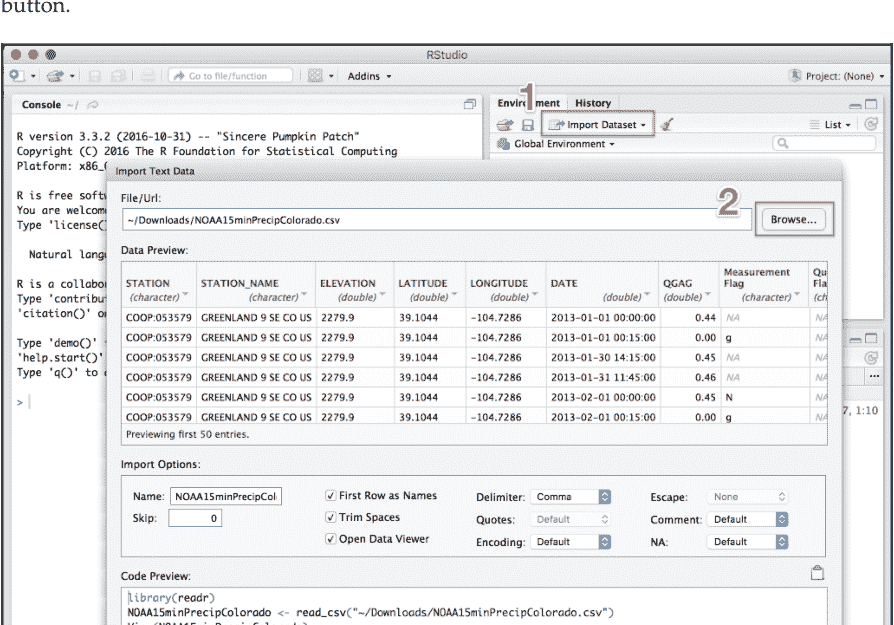 button.
RStudio
Go to file/function
Addins
Project: (None)
Console ~/
R version 3.3.2 (2016-10-31) -- "Sincere Pumpkin Patch"
Copyright (C) 2016 The R Foundation for Statistical Computing
Platform:
R is free
You are
Type
Natural
R is a
Type
'citation()'
Type 'demo()'
'help.start()'
Type 'q()' to
>
1
History
Import Dataset
List
Global Environment
7, 1:10
Import Text Data
File/Url:
~/Downloads/NOAA15minPrecipColorado.csv
2
Browse...
Data Preview:
STATION (character) STATION_NAME (character) ELEVATION (double) LATITUDE (double) LONGITUDE (double) DATE (double) QGAG (double) Measurement Flag (character)
COOP:053579 GREENLAND 9 SE CO US 2279.9 39.1044 -104.7286 2013-01-01 00:00:00 0.44 NA
COOP:053579 GREENLAND 9 SE CO US 2279.9 39.1044 -104.7286 2013-01-01 00:15:00 0.00 g
COOP:053579 GREENLAND 9 SE CO US 2279.9 39.1044 -104.7286 2013-01-30 14:15:00 0.45 NA
COOP:053579 GREENLAND 9 SE CO US 2279.9 39.1044 -104.7286 2013-01-31 11:45:00 0.46 NA
COOP:053579 GREENLAND 9 SE CO US 2279.9 39.1044 -104.7286 2013-02-01 00:00:00 0.45 N
COOP:053579 GREENLAND 9 SE CO US 2279.9 39.1044 -104.7286 2013-02-01 00:15:00 0.00 g
Previewing first 50 entries.
Import Options:
Name: NOAA15minPrecipCol
First Row as Names
Delimiter: Comma
Escape: None
Skip: 0
Trim Spaces
Quotes: Default
Comment: Default
Open Data Viewer
Encoding: Default
NA: Default
Code Preview:
library(readr)
NOAA15minPrecipColorado <- read_csv("~/Downloads/NOAA15minPrecipColorado.csv")